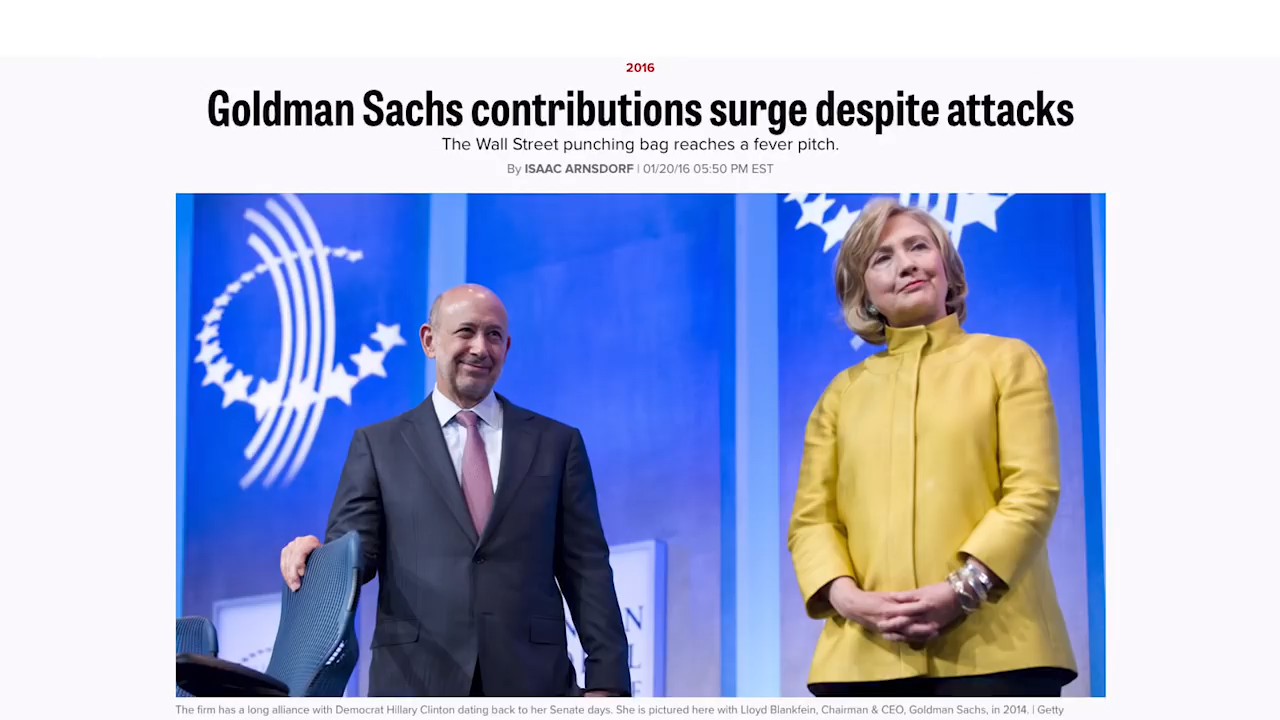 2016
Goldman Sachs contributions surge despite attacks
The Wall Street punching bag reaches a fever pitch.
By ISAAC ARNSDORF | 01/20/16 05:50 PM EST
The firm has a long alliance with Democrat Hillary Clinton dating back to her Senate days. She is pictured here with Lloyd Blankfein, Chairman & CEO, Goldman Sachs, in 2014. | Getty